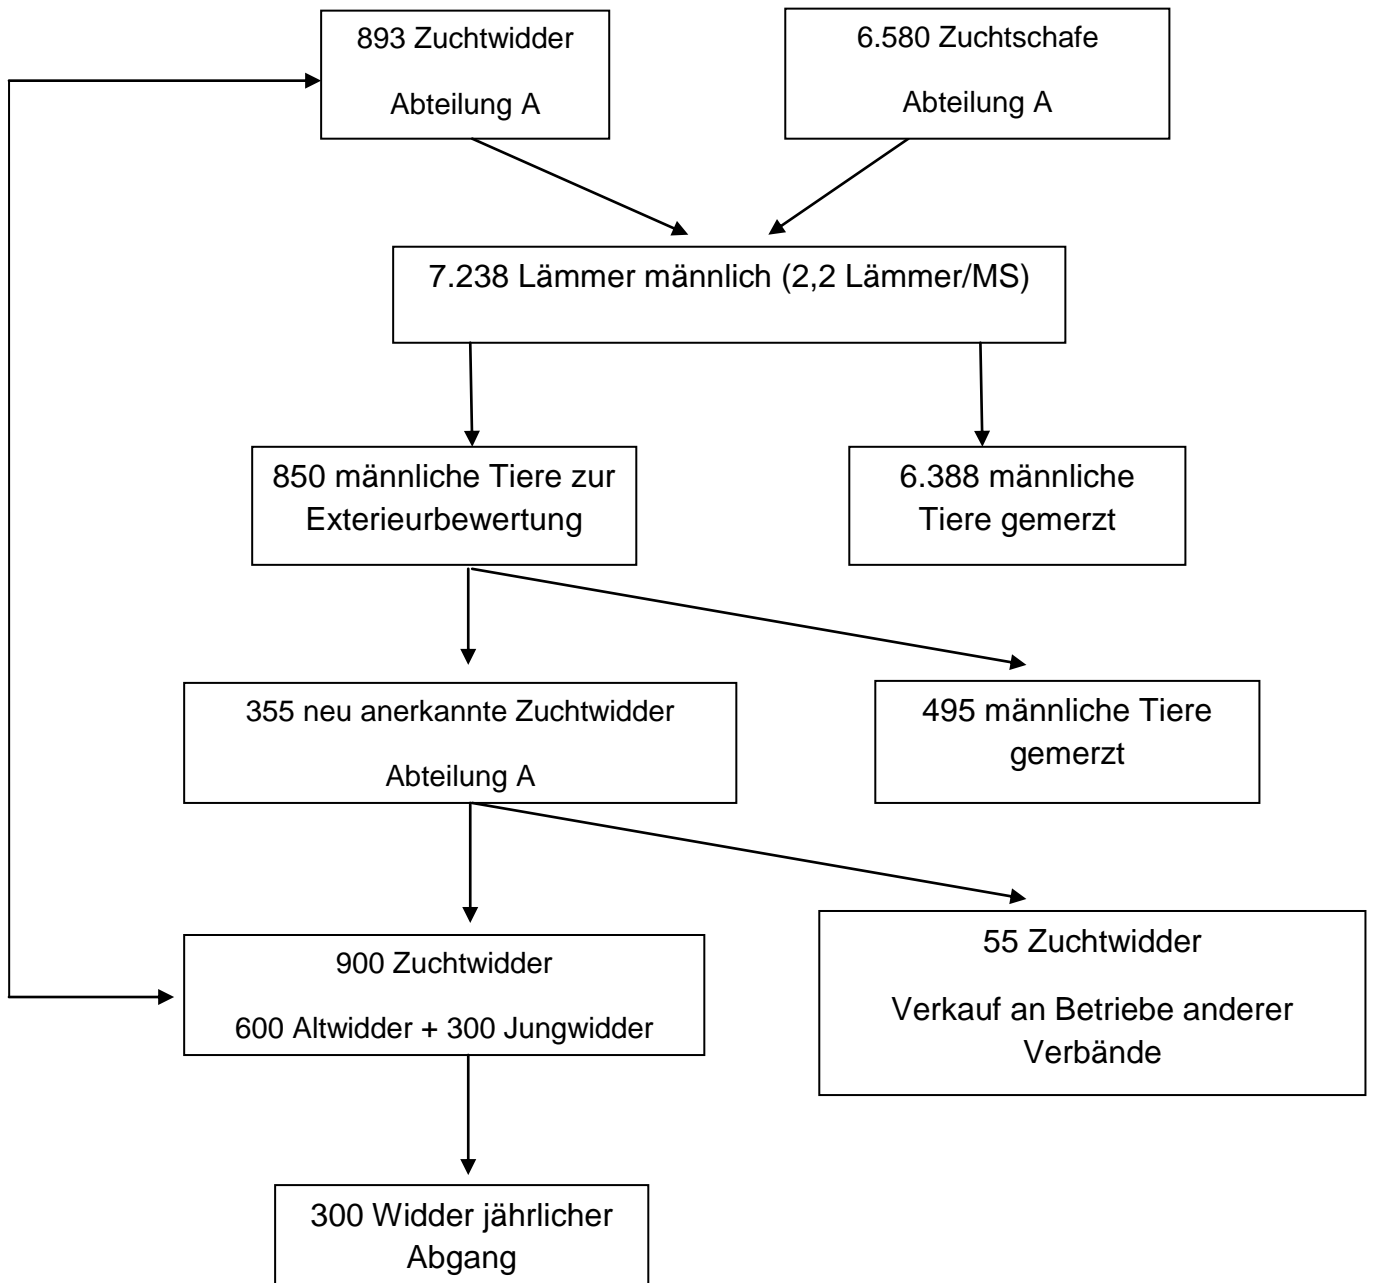 893 Zuchtwidder
Abteilung A
6.580 Zuchtschafe
Abteilung A
7.238 Lämmer männlich (2,2 Lämmer/MS)
850 männliche Tiere zur
Exterieurbewertung
6.388 männliche
Tiere gemerzt
355 neu anerkannte Zuchtwidder
Abteilung A
495 männliche Tiere
gemerzt
900 Zuchtwidder
600 Altwidder + 300 Jungwidder
55 Zuchtwidder
Verkauf an Betriebe anderer
Verbände
300 Widder jährlicher
Abgang